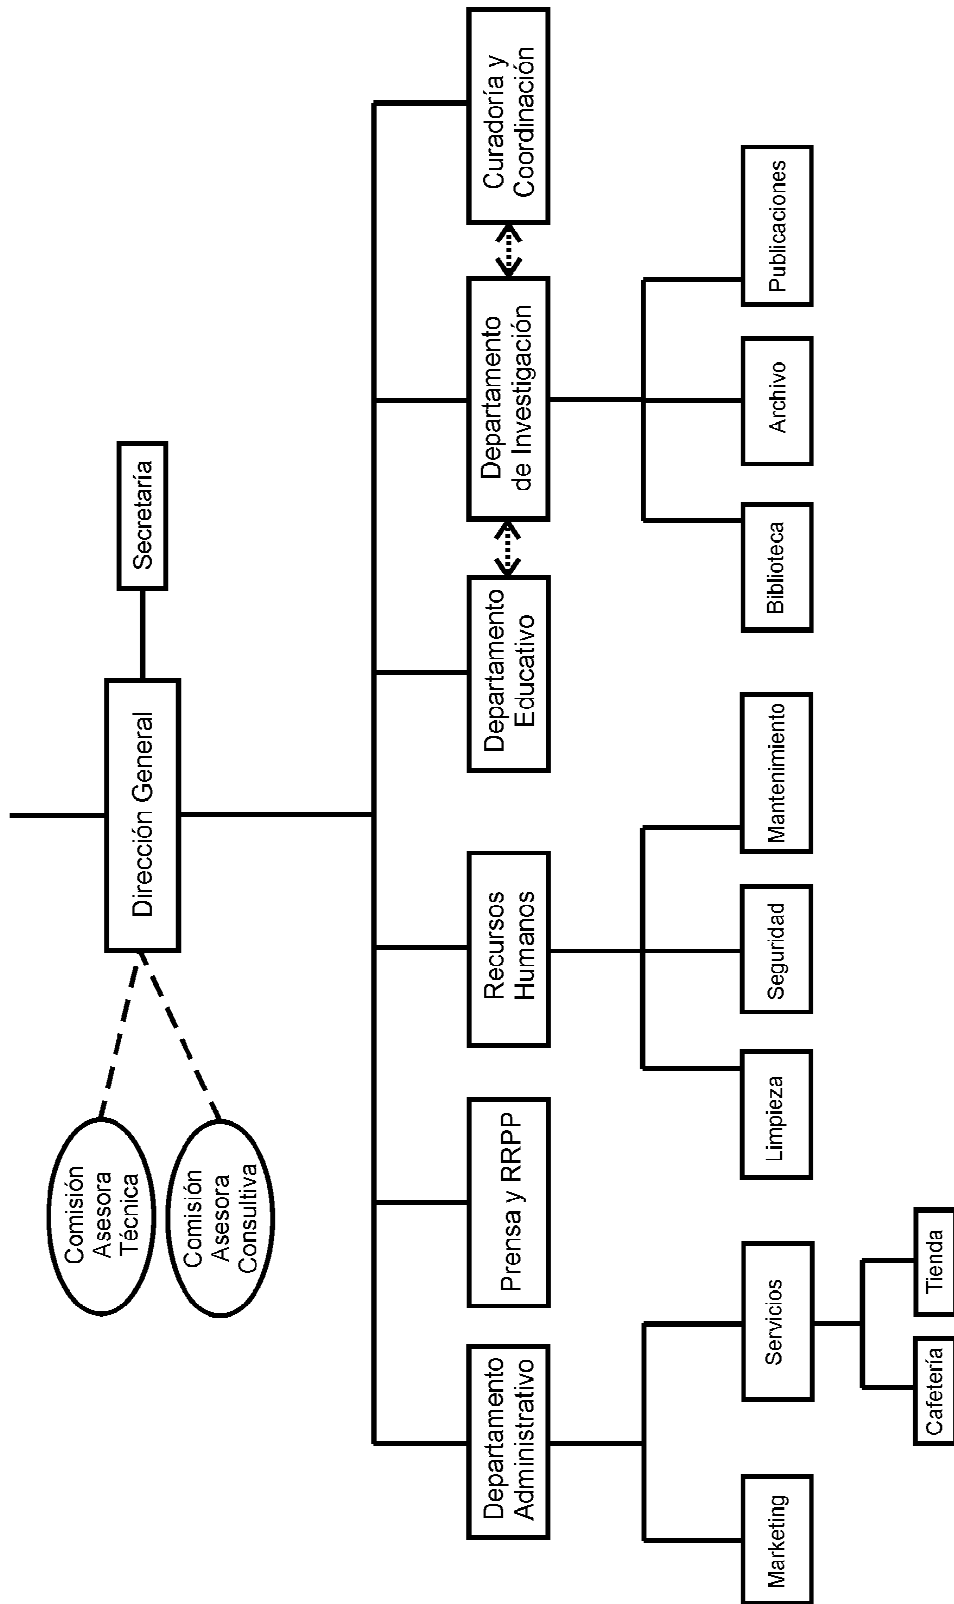 Comisión
Asesora
Técnica
Comisión
Asesora
Consultiva
Dirección General
Secretaría
Departamento
Administrativo
Prensa y RRPP
Recursos
Humanos
Departamento
Educativo
Departamento
de Investigación
Curadoría y
Coordinación
Marketing
Servicios
Limpieza
Seguridad
Mantenimiento
Biblioteca
Archivo
Publicaciones
Cafetería
Tienda